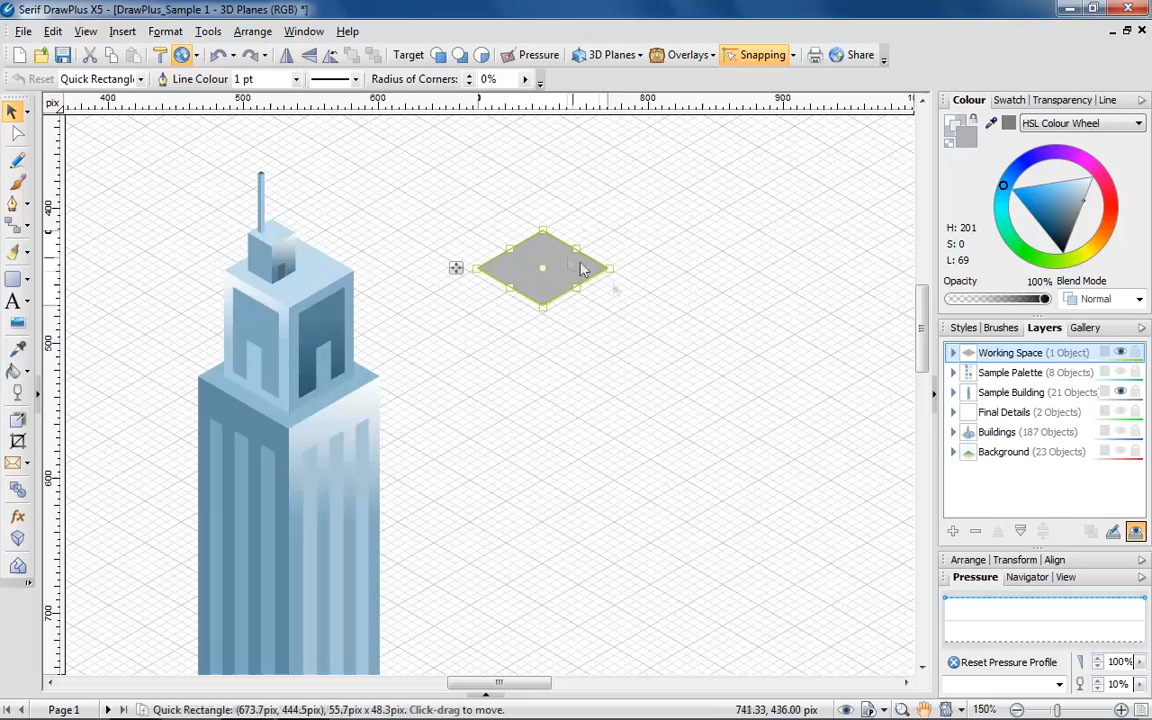 Serif DrawPlus X5 - [DrawPlus_Sample 1 - 3D Planes (RGB) *]
File Edit View Insert Format Tools Arrange Window Help
Target Pressure 3D Planes Overlays Snapping Share
Reset Quick Rectangle Line Colour 1 pt Radius of Corners: 0%
pix 400 500 600 800 900
Colour Swatch Transparency Line
HSL Colour Wheel
H: 201
S: 0
L: 69
Opacity 100% Blend Mode
Normal
Styles Brushes Layers Gallery
Working Space (1 Object)
Sample Palette (8 Objects)
Sample Building (21 Objects)
Final Details (2 Objects)
Buildings (187 Objects)
Background (23 Objects)
400
500
600
700
Arrange Transform Align
Pressure Navigator View
Reset Pressure Profile 100%
10%
Page 1 Quick Rectangle: (673.7pix, 444.5pix), 55.7pix x 48.3pix. Click-drag to move. 741.33, 436.00 pix 150%